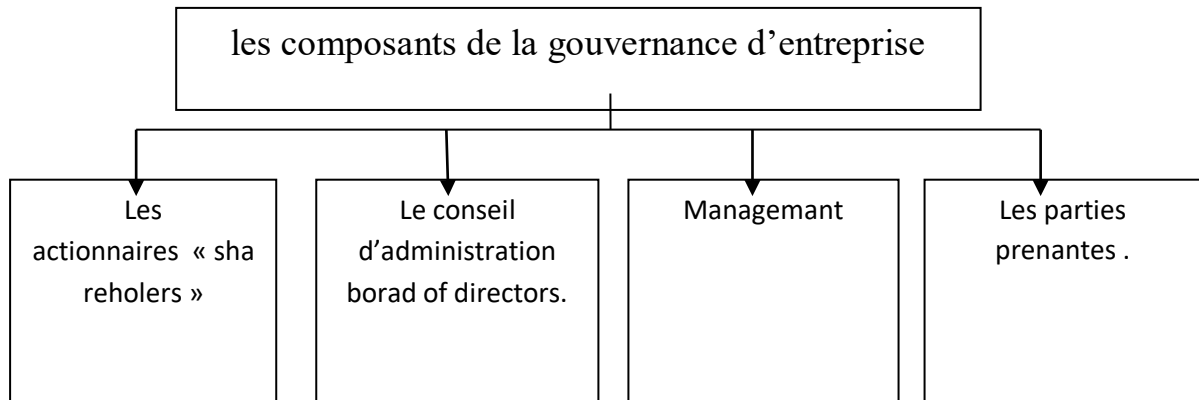 les composants de la gouvernance d’entreprise
Les
actionnaires « sha
reholers »
Le conseil
d’administration
borad of directors.
Managemant
Les parties
prenantes .